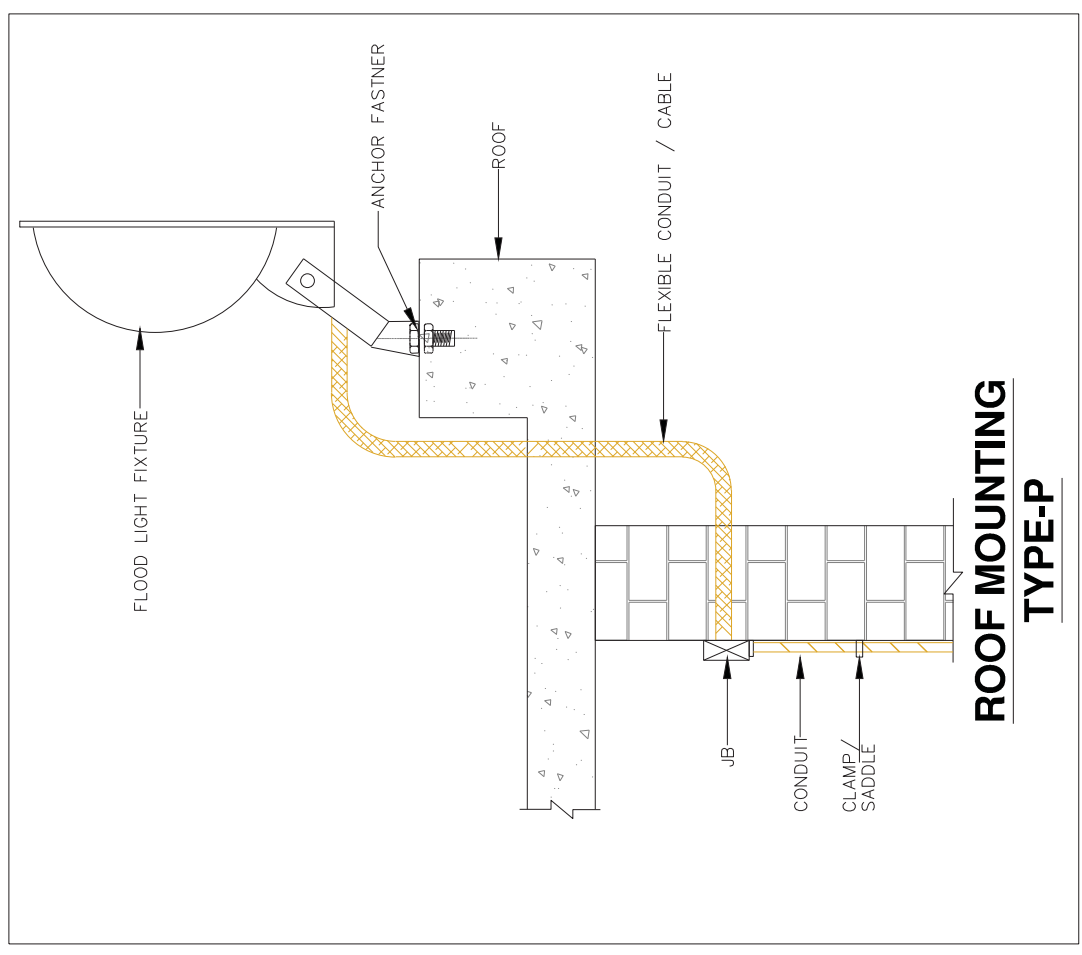 FLOOD LIGHT FIXTURE
ANCHOR FASTNER
ROOF
FLEXIBLE CONDUIT / CABLE
JB
CONDUIT
CLAMP/
SADDLE
ROOF MOUNTING
TYPE-P